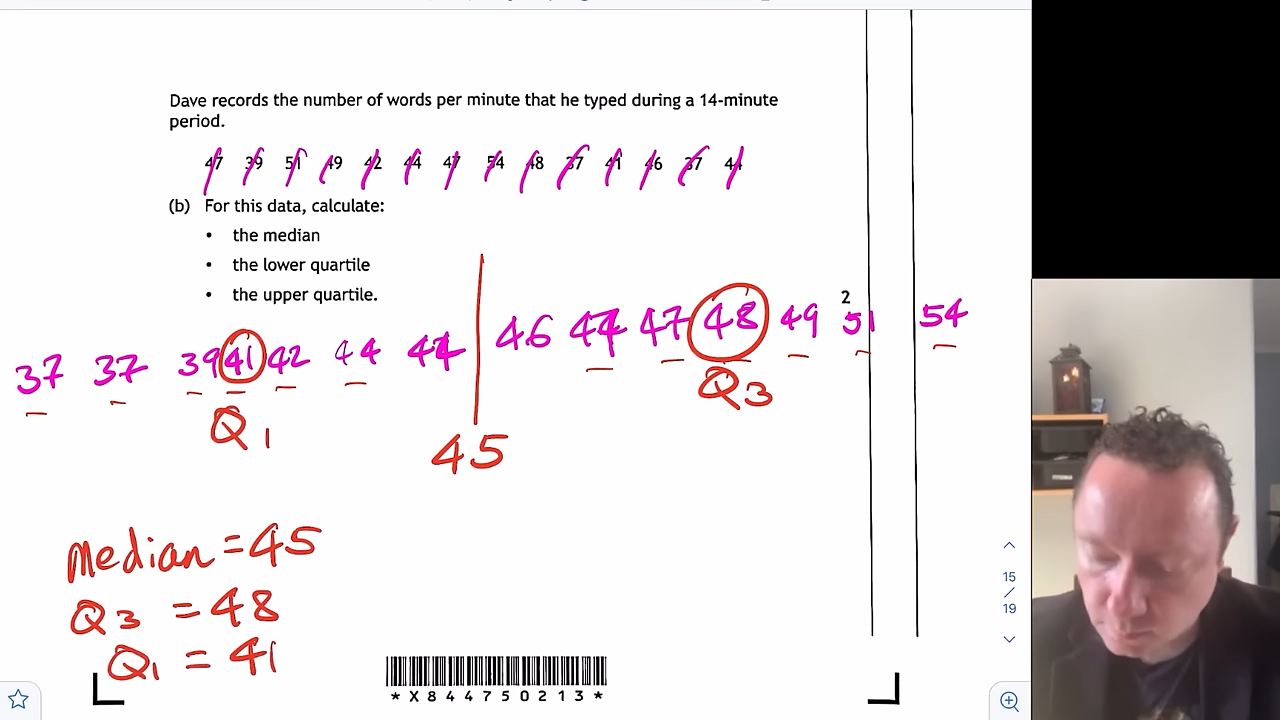 Dave records the number of words per minute that he typed during a 14-minute
period.
47 39 51 49 42 44 47 54 48 37 41 46 37 44
(b) For this data, calculate:
• the median
• the lower quartile
• the upper quartile.
2
37 37 39 41 42 44 44 46 47 47 48 49 51 54
Q1 Q3
45
Median = 45
Q3 = 48
Q1 = 41
*X844750213*
15
/
19